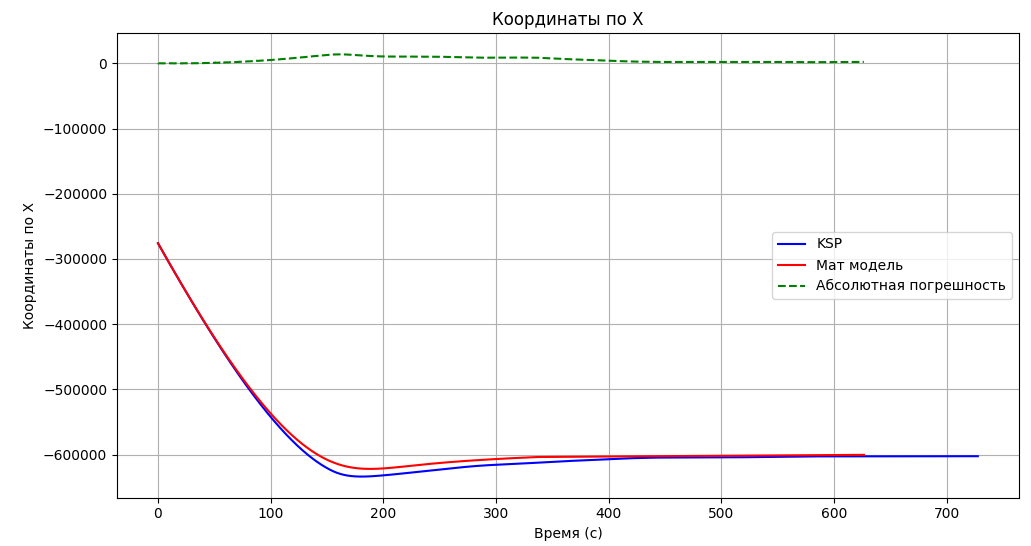 Координаты по X
0
−100000
−200000
−300000
−400000
−500000
−600000
Координаты по X
KSP
Мат модель
Абсолютная погрешность
0
100
200
300
400
500
600
700
Время (с)